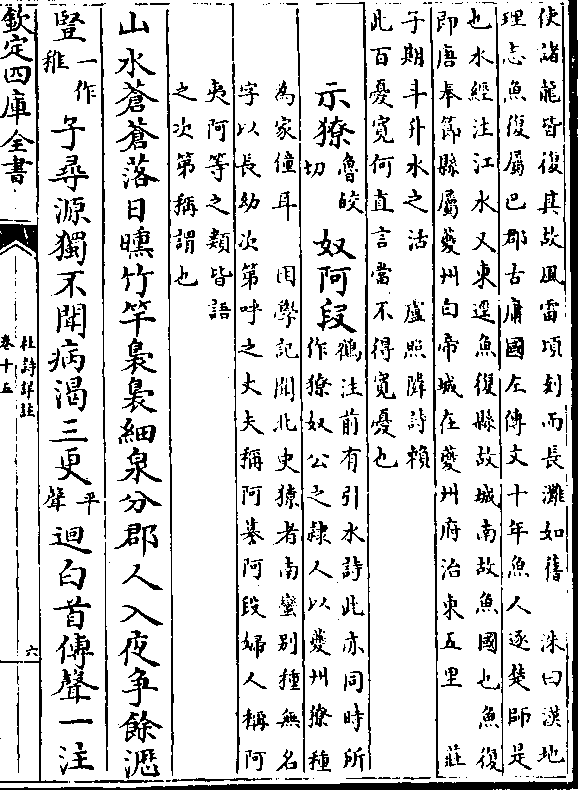 使諸龍皆復其故風雷頃刻而長灘如舊　洙曰漢地
理志魚復屬巴郡古庸國左傳文十年魚人逐楚師是
也水經注江水又東逕魚復縣故城南故魚國也魚復
即唐奉節縣屬夔州白帝城在夔州府治東五里　莊
子期斗升水之活　盧照隣詩賴
此百憂寛何直言當不得寛憂也
示獠魯皎切奴阿段鶴注前有引水詩此亦同時所
作獠奴公之隸人以夔州獠種
為家僮耳　困學記聞北史獠者南蠻别種無名
字以長幼次第呼之丈夫稱阿謩阿段婦人稱阿
夷阿等之類皆語
之次第稱謂也
山水蒼蒼落日曛竹竿裊裊細泉分郡人入夜争餘瀝
豎一作稚子尋源獨不聞病渴三更平聲迴白首傳聲一注
欽定四庫全書
杜詩詳註
卷十五
六